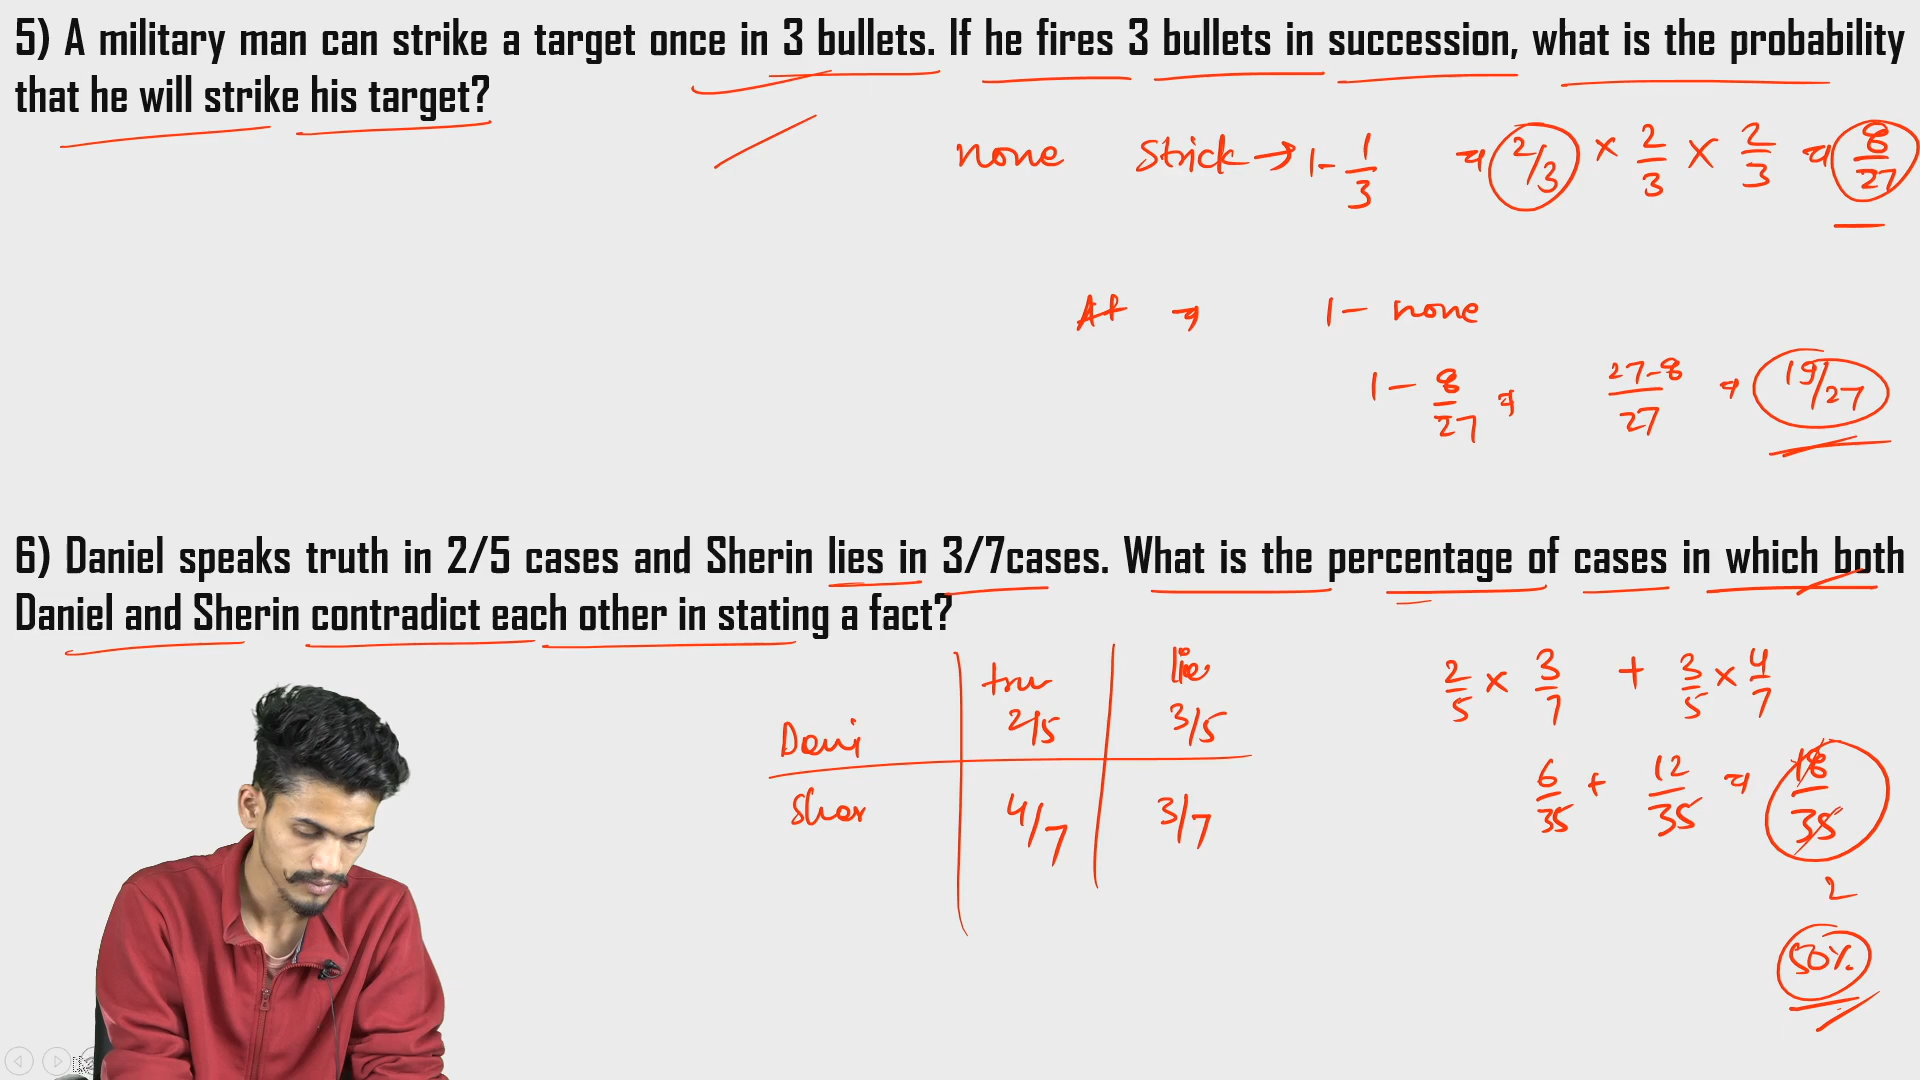 5) A military man can strike a target once in 3 bullets. If he fires 3 bullets in succession, what is the probability
that he will strike his target?
none strick → 1 - 1/3 ⇒ 2/3 × 2/3 × 2/3 ⇒ 8/27
At ⇒ 1 - none
1 - 8/27 ⇒ 27-8/27 ⇒ 19/27
6) Daniel speaks truth in 2/5 cases and Sherin lies in 3/7cases. What is the percentage of cases in which both
Daniel and Sherin contradict each other in stating a fact?
tru lie
Dani 2/5 3/5
Sher 4/7 3/7
2/5 × 3/7 + 3/5 × 4/7
6/35 + 12/35 ⇒ 18/35
2
50%